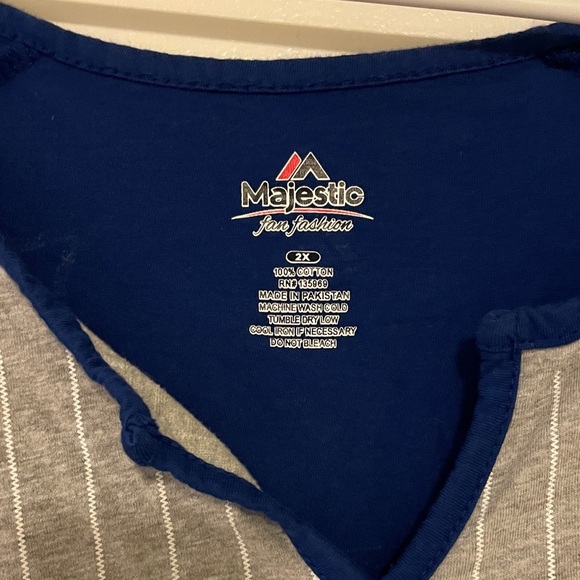 Majestic
fan fashion
2X
100% COTTON
RN# 135869
MADE IN PAKISTAN
MACHINE WASH COLD
TUMBLE DRY LOW
COOL IRON IF NECESSARY
DO NOT BLEACH